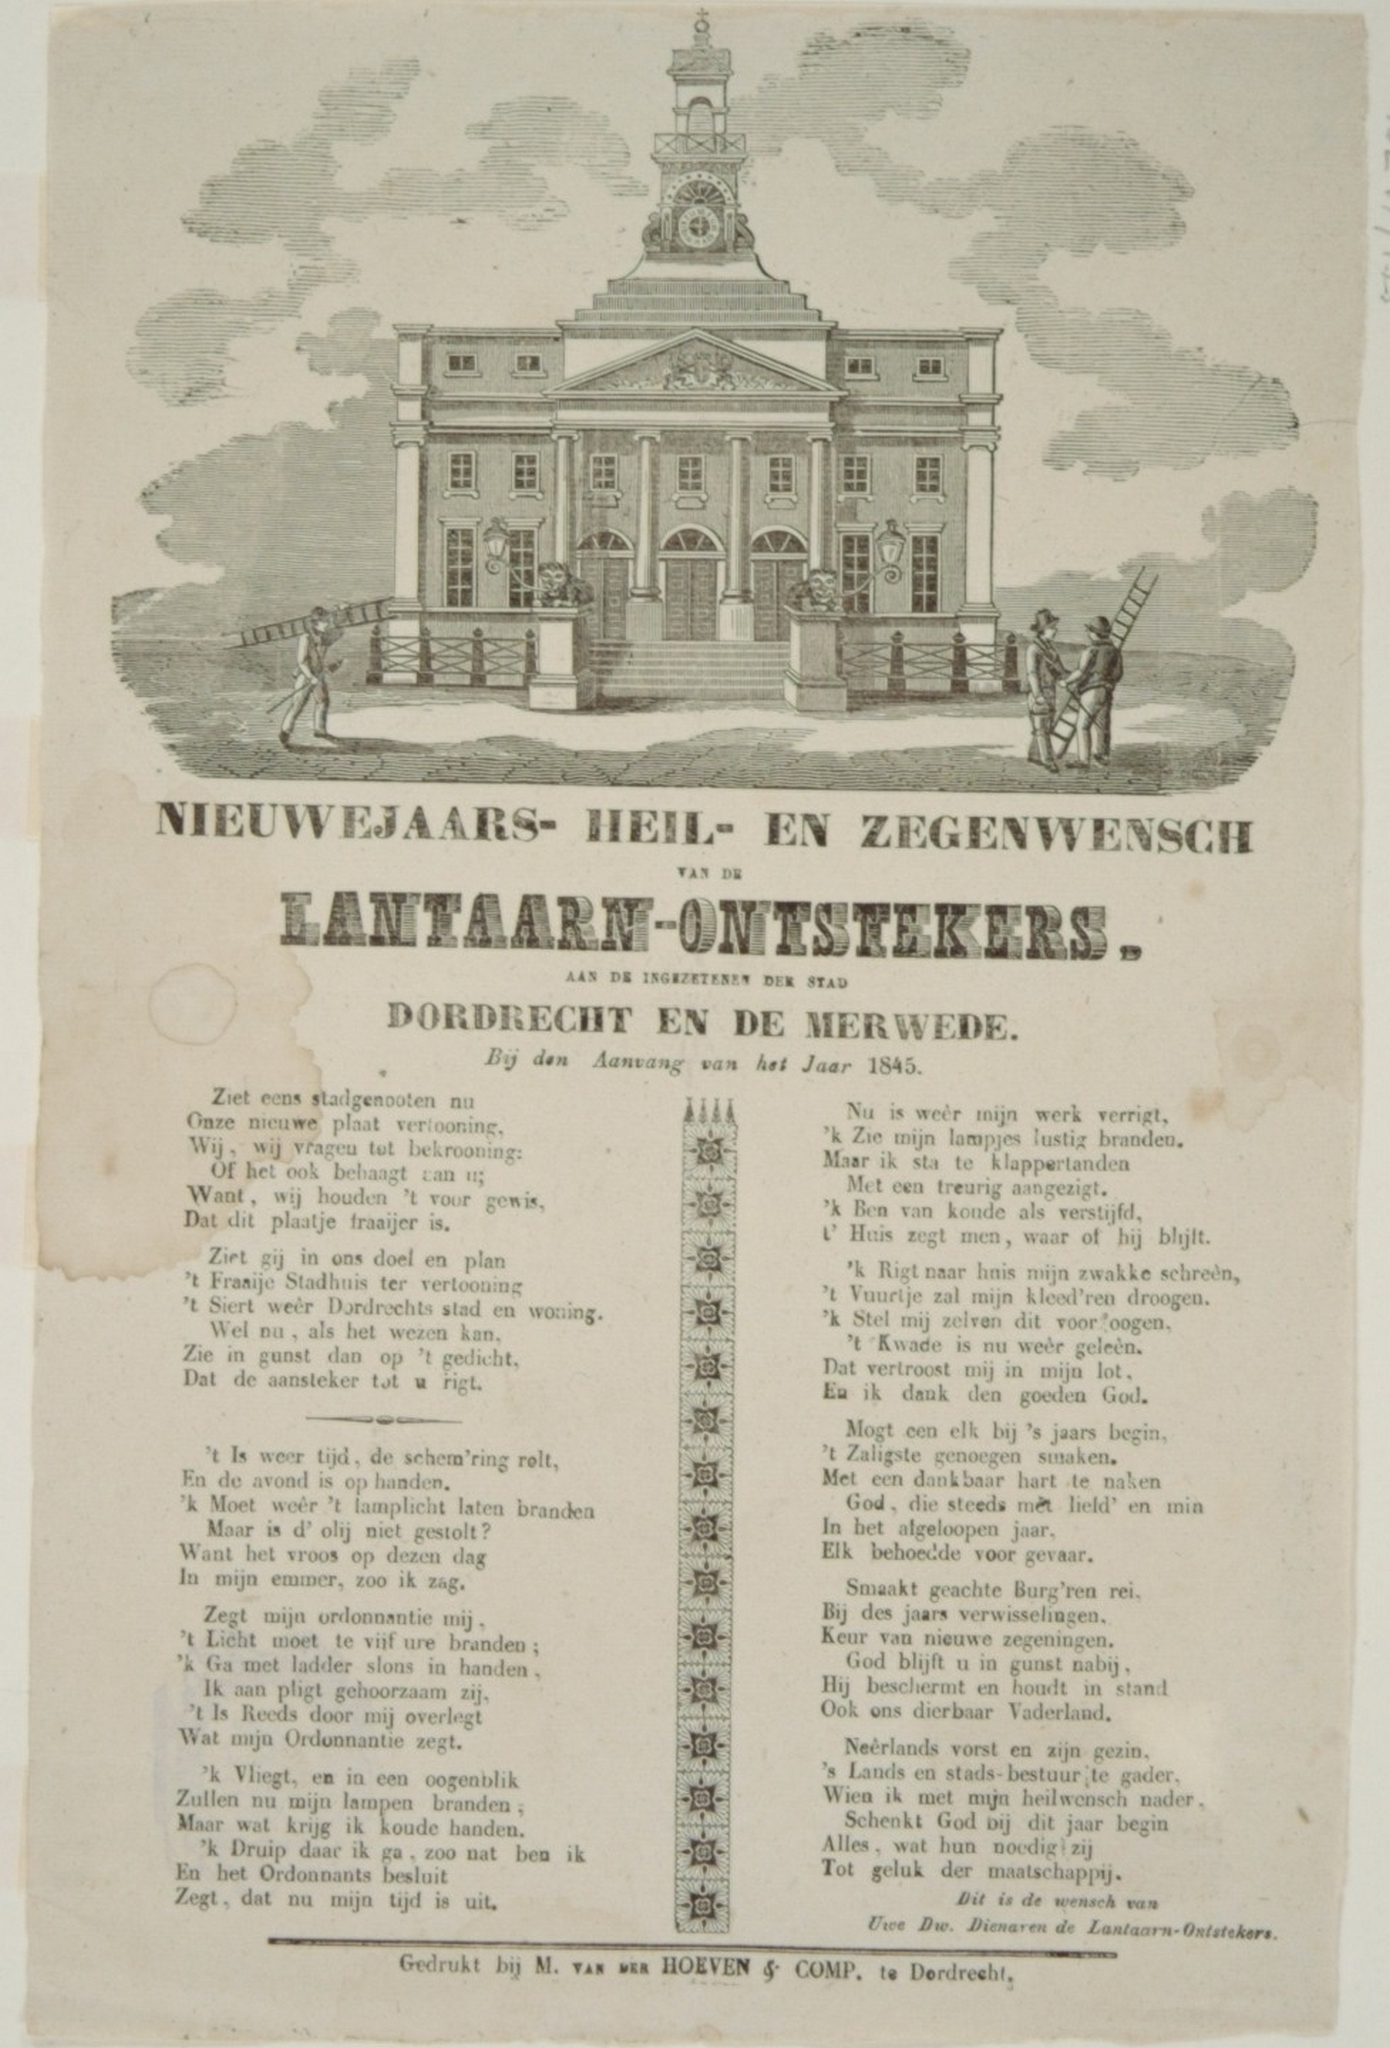 NIEUWEJAARS- HEIL- EN ZEGENWENSCH
VAN DE
LANTAARN-ONTSTEKERS,
AAN DE INGEZETENEN DER STAD
DORDRECHT EN DE MERWEDE.
Bij den Aanvang van het Jaar 1845.
Ziet eens stadgenooten nu
Onze nieuwe plaat vertooning,
Wij, wij vragen tot bekrooning:
Of het ook behaagt aan u;
Want, wij houden 't voor gewis,
Dat dit plaatje fraaijer is.
Ziet gij in ons doel en plan
't Fraaije Stadhuis ter vertooning
't Siert weêr Dordrechts stad en woning.
Wel nu, als het wezen kan,
Zie in gunst dan op 't gedicht,
Dat de aansteker tot u rigt.
't Is weer tijd, de schem'ring rolt,
En de avond is op handen.
'k Moet weêr 't lamplicht laten branden
Maar is d' olij niet gestolt?
Want het vroos op dezen dag
In mijn emmer, zoo ik zag.
Zegt mijn ordonnantie mij,
't Licht moet te vijf ure branden;
'k Ga met ladder slons in handen,
Ik aan pligt gehoorzaam zij,
't Is Reeds door mij overlegt
Wat mijn Ordonnantie zegt.
'k Vliegt, en in een oogenblik
Zullen nu mijn lampen branden,
Maar wat krijg ik koude handen.
'k Druip daar ik ga, zoo nat ben ik
En het Ordonnants besluit
Zegt, dat nu mijn tijd is uit.
Nu is weêr mijn werk verrigt,
'k Zie mijn lampjes lustig branden.
Maar ik sta te klappertanden
Met een treurig aangezigt.
'k Ben van koude als verstijfd,
t' Huis zegt men, waar of hij blijft.
'k Rigt naar huis mijn zwakke schreên,
't Vuurtje zal mijn kleed'ren droogen.
'k Stel mij zelven dit voor oogen,
't Kwade is nu weêr geleên.
Dat vertroost mij in mijn lot,
En ik dank den goeden God.
Mogt een elk bij 's jaars begin,
't Zaligste genoegen smaken.
Met een dankbaar hart te naken
God, die steeds met liefd' en min
In het afgeloopen jaar,
Elk behoedde voor gevaar.
Smaakt geachte Burg'ren rei,
Bij des jaars verwisselingen,
Keur van nieuwe zegeningen.
God blijft u in gunst nabij,
Hij beschermt en houdt in stand
Ook ons dierbaar Vaderland.
Neêrlands vorst en zijn gezin,
's Lands en stads-bestuur te gader,
Wien ik met mijn heilwensch nader,
Schenkt God bij dit jaar begin
Alles, wat hun noedig zij
Tot geluk der maatschappij.
Dit is de wensch van
Uwe Dw. Dienaren de Lantaarn-Ontstekers.
Gedrukt bij M. VAN DER HOEVEN & COMP. te Dordrecht.